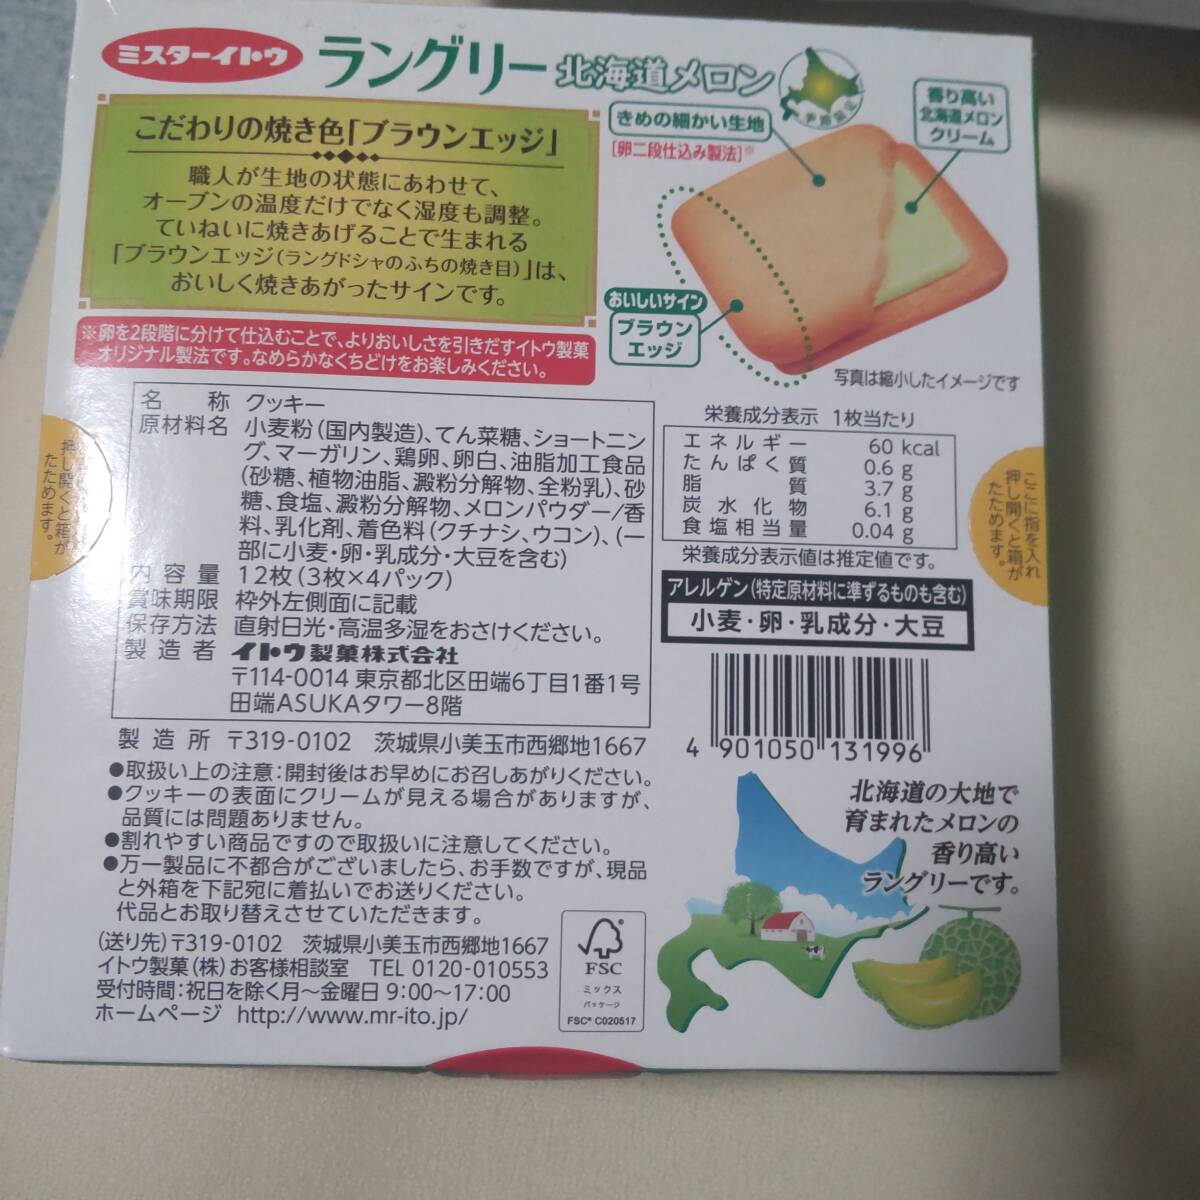 ミスターイトウ
ラングリー 北海道メロン
こだわりの焼き色「ブラウンエッジ」
職人が生地の状態にあわせて、
オーブンの温度だけでなく湿度も調整。
ていねいに焼きあげることで生まれる
「ブラウンエッジ(ラングドシャのふちの焼き目)」は、
おいしく焼きあがったサインです。
※卵を2段階に分けて仕込むことで、よりおいしさを引きだすイトウ製菓
オリジナル製法です。なめらかなくちどけをお楽しみください。
きめの細かい生地
[卵二段仕込み製法]※
香り高い
北海道メロン
クリーム
おいしいサイン
ブラウン
エッジ
写真は縮小したイメージです
名称 クッキー
原材料名 小麦粉(国内製造)、てん菜糖、ショートニン
グ、マーガリン、鶏卵、卵白、油脂加工食品
(砂糖、植物油脂、澱粉分解物、全粉乳)、砂
糖、食塩、澱粉分解物、メロンパウダー/香
料、乳化剤、着色料(クチナシ、ウコン)、(一
部に小麦・卵・乳成分・大豆を含む)
内容量 12枚(3枚×4パック)
賞味期限 枠外左側面に記載
保存方法 直射日光・高温多湿をおさけください。
製造者 イトウ製菓株式会社
〒114-0014 東京都北区田端6丁目1番1号
田端ASUKAタワー8階
製造所 〒319-0102 茨城県小美玉市西郷地1667
●取扱い上の注意:開封後はお早めにお召しあがりください。
●クッキーの表面にクリームが見える場合がありますが、
品質には問題ありません。
●割れやすい商品ですので取扱いに注意してください。
●万一製品に不都合がございましたら、お手数ですが、現品
と外箱を下記宛に着払いでお送りください。
代品とお取り替えさせていただきます。
(送り先)〒319-0102 茨城県小美玉市西郷地1667
イトウ製菓(株)お客様相談室 TEL 0120-010553
受付時間:祝日を除く月〜金曜日 9:00〜17:00
ホームページ http://www.mr-ito.jp/
栄養成分表示 1枚当たり
エネルギー 60 kcal
たんぱく質 0.6 g
脂質 3.7 g
炭水化物 6.1 g
食塩相当量 0.04 g
栄養成分表示値は推定値です。
アレルゲン(特定原材料に準ずるものも含む)
小麦・卵・乳成分・大豆
4 901050 131996
北海道の大地で
育まれたメロンの
香り高い
ラングリーです。
FSC
ミックス
パッケージ
FSC® C020517
ここに指を入れ
押し開くと箱が
たためます。
押し開くと箱が
たためます。